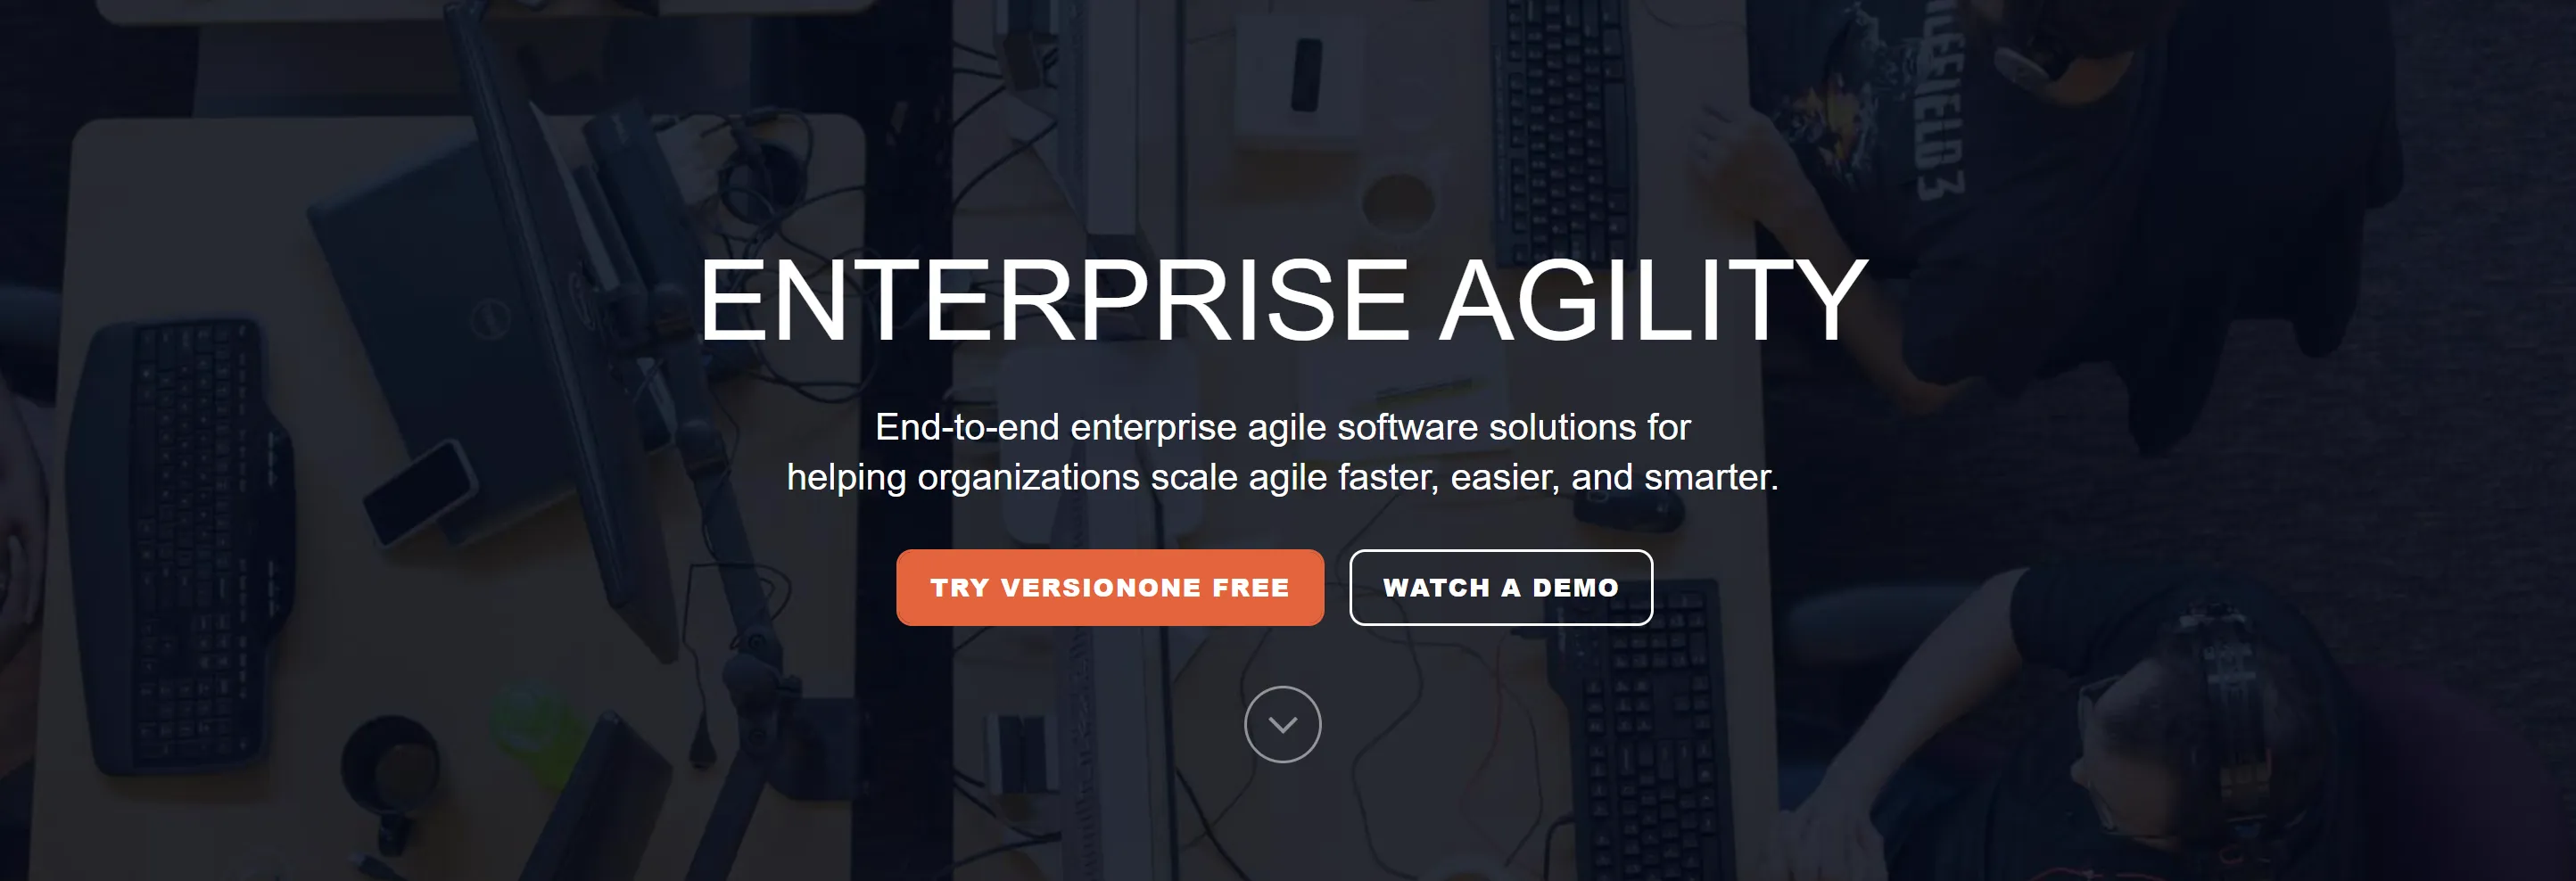 ENTERPRISE AGILITY
End-to-end enterprise agile software solutions for
helping organizations scale agile faster, easier, and smarter.
TRY VERSIONONE FREE
WATCH A DEMO